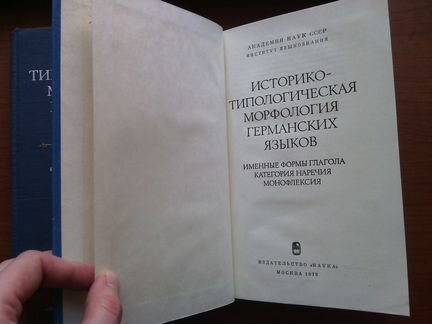 АКАДЕМИЯ НАУК СССР
ИНСТИТУТ ЯЗЫКОЗНАНИЯ
ИСТОРИКО-
ТИПОЛОГИЧЕСКАЯ
МОРФОЛОГИЯ
ГЕРМАНСКИХ
ЯЗЫКОВ
ИМЕННЫЕ ФОРМЫ ГЛАГОЛА
КАТЕГОРИЯ НАРЕЧИЯ
МОНОФЛЕКСИЯ
ИЗДАТЕЛЬСТВО «НАУКА»
МОСКВА 1978